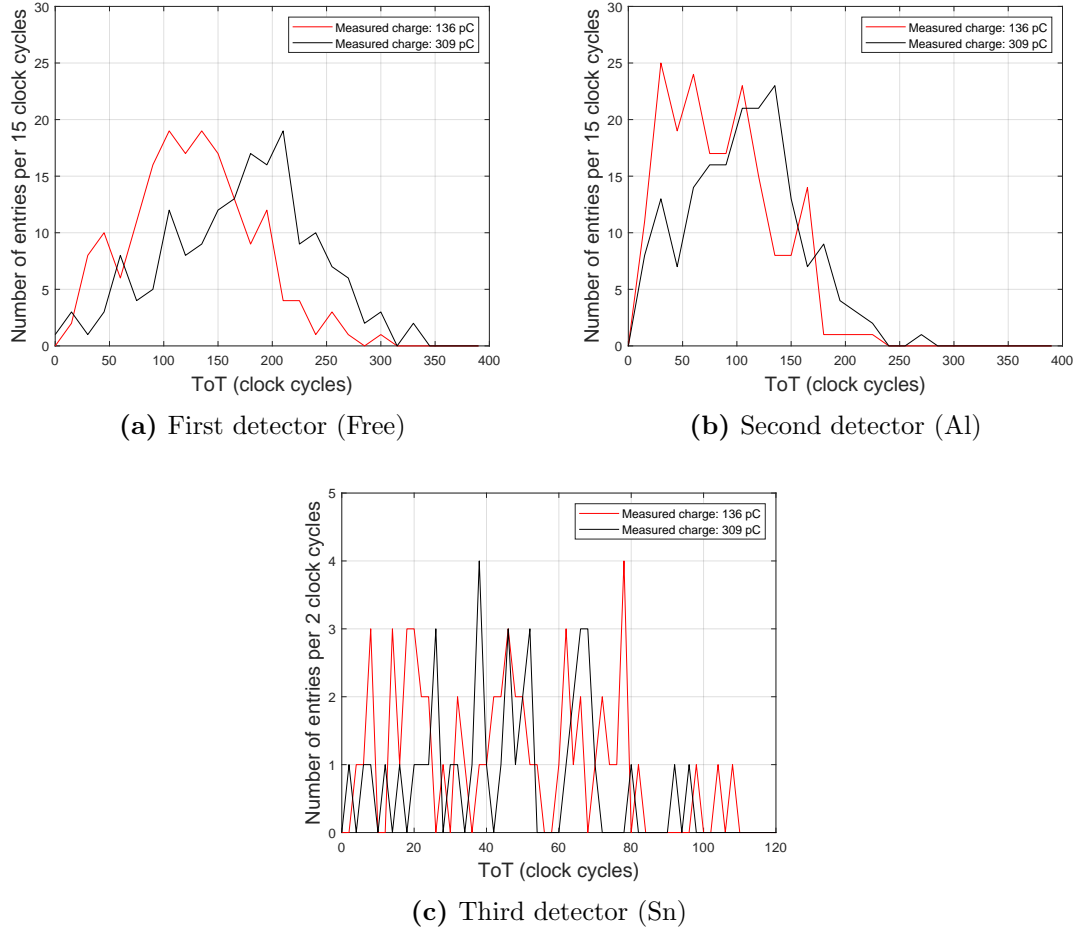 Measured charge: 136 pC
Measured charge: 309 pC
Number of entries per 15 clock cycles
30
25
20
15
10
5
0
0 50 100 150 200 250 300 350 400
ToT (clock cycles)
(a) First detector (Free)
Measured charge: 136 pC
Measured charge: 309 pC
Number of entries per 15 clock cycles
30
25
20
15
10
5
0
0 50 100 150 200 250 300 350 400
ToT (clock cycles)
(b) Second detector (Al)
Measured charge: 136 pC
Measured charge: 309 pC
Number of entries per 2 clock cycles
5
4
3
2
1
0
0 20 40 60 80 100 120
ToT (clock cycles)
(c) Third detector (Sn)